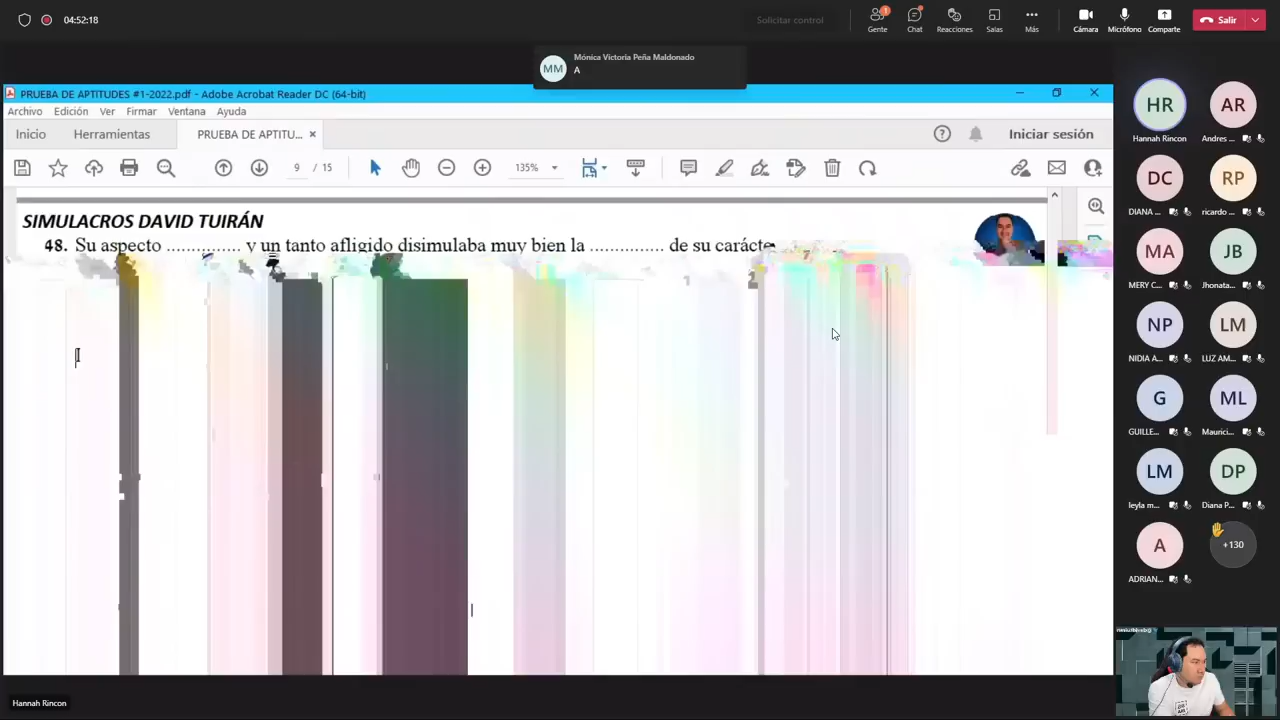 04:52:18
Solicitar control
1
Gente
Chat
Reacciones
Salas
Más
Cámara
Micrófono
Comparte
Salir
MM
Mónica Victoria Peña Maldonado
A
PRUEBA DE APTITUDES #1-2022.pdf - Adobe Acrobat Reader DC (64-bit)
Archivo Edición Ver Firmar Ventana Ayuda
Inicio
Herramientas
PRUEBA DE APTITU...
Iniciar sesión
9 / 15
135%
SIMULACROS DAVID TUIRÁN
48. Su aspecto .............. y un tanto afligido disimulaba muy bien la .............. de su carácte
HR
Hannah Rincon
AR
Andres ...
DC
DIANA ...
RP
ricardo ...
MA
MERY C...
JB
Jhonata...
NP
NIDIA A...
LM
LUZ AM...
G
GUILLE...
ML
Maurici...
LM
leyla m...
DP
Diana P...
A
ADRIAN...
+130
Hannah Rincon